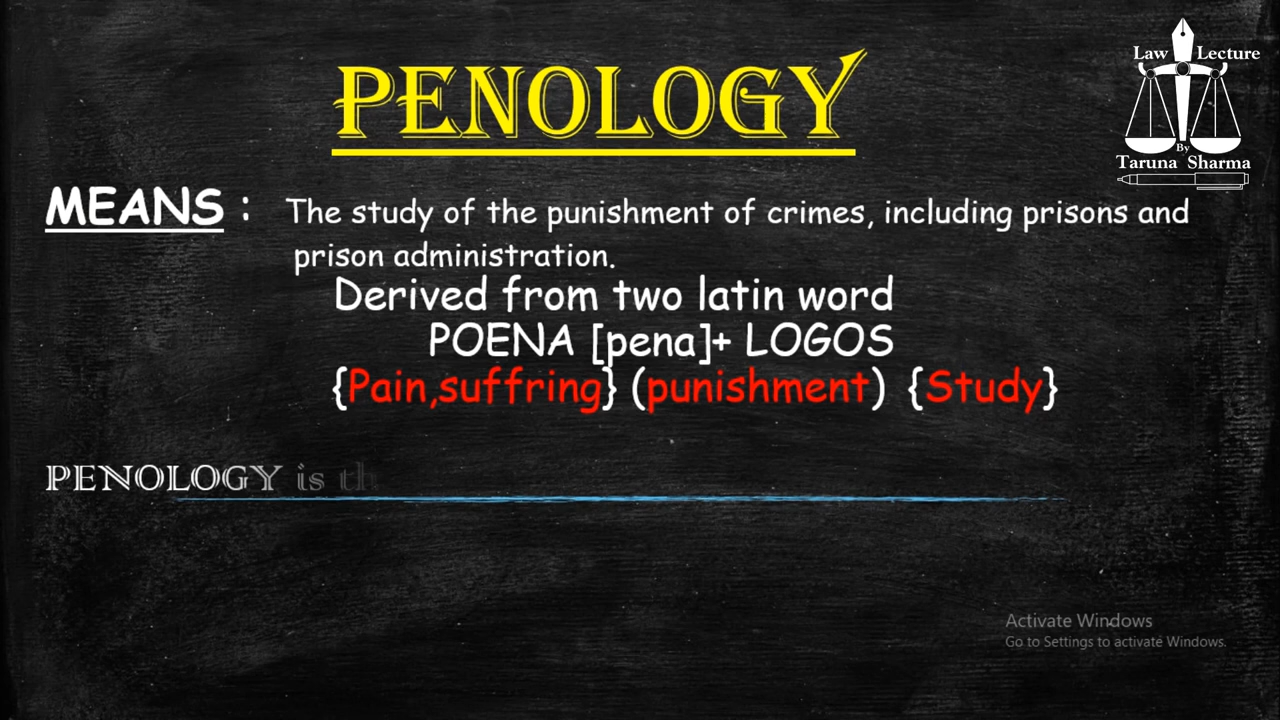 PENOLOGY
Law Lecture
By
Taruna Sharma
MEANS : The study of the punishment of crimes, including prisons and
prison administration.
Derived from two latin word
POENA [pena]+ LOGOS
{Pain,suffring} (punishment) {Study}
PENOLOGY is th
Activate Windows
Go to Settings to activate Windows.